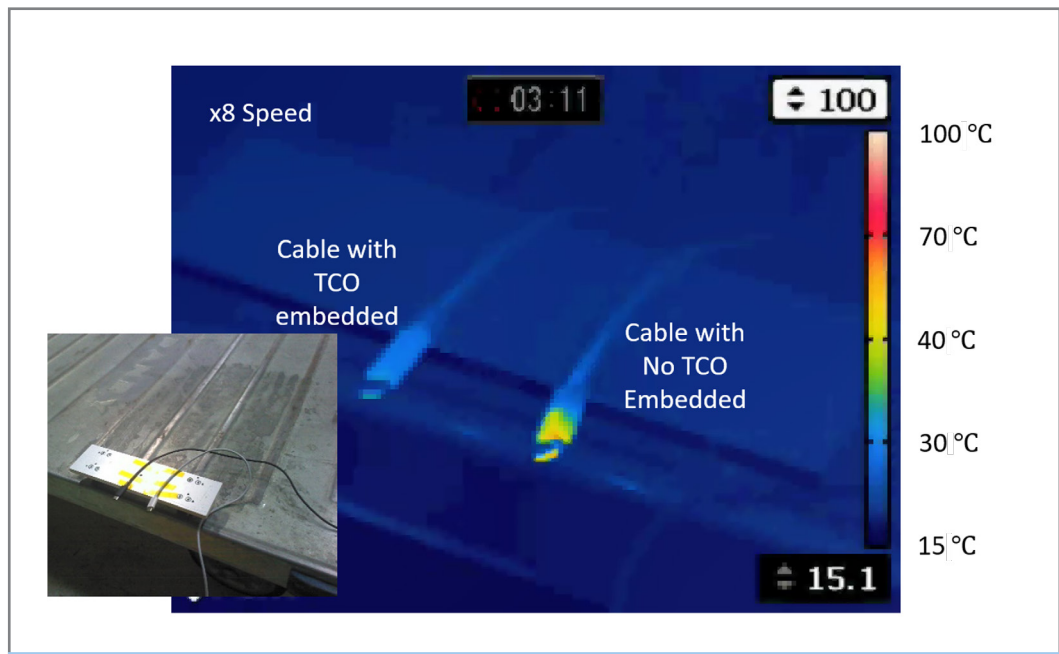 x8 Speed
03:11
100
100 °C
Cable with
TCO
embedded
70 °C
Cable with
No TCO
Embedded
40 °C
30 °C
15 °C
15.1